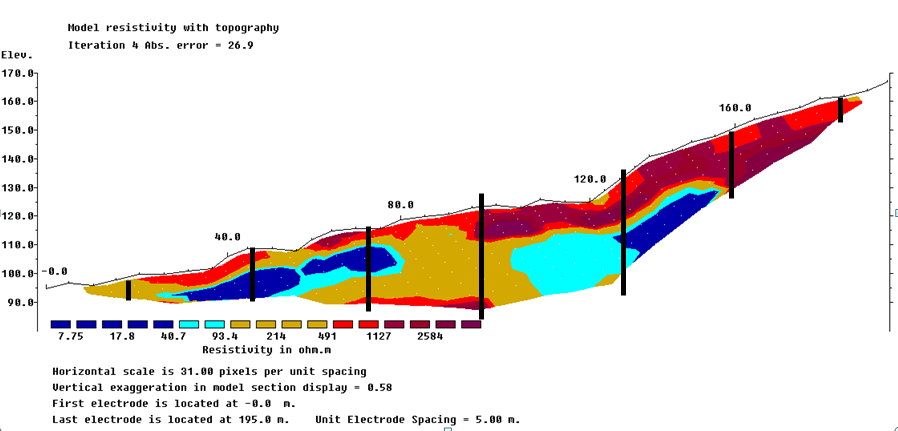 Model resistivity with topography
Iteration 4 Abs. error = 26.9
Elev.
170.0
160.0
160.0
150.0
140.0
130.0
120.0
120.0
80.0
110.0
40.0
100.0
-0.0
90.0
7.75 17.8 40.7 93.4 214 491 1127 2584
Resistivity in ohm.m
Horizontal scale is 31.00 pixels per unit spacing
Vertical exaggeration in model section display = 0.58
First electrode is located at -0.0 m.
Last electrode is located at 195.0 m. Unit Electrode Spacing = 5.00 m.